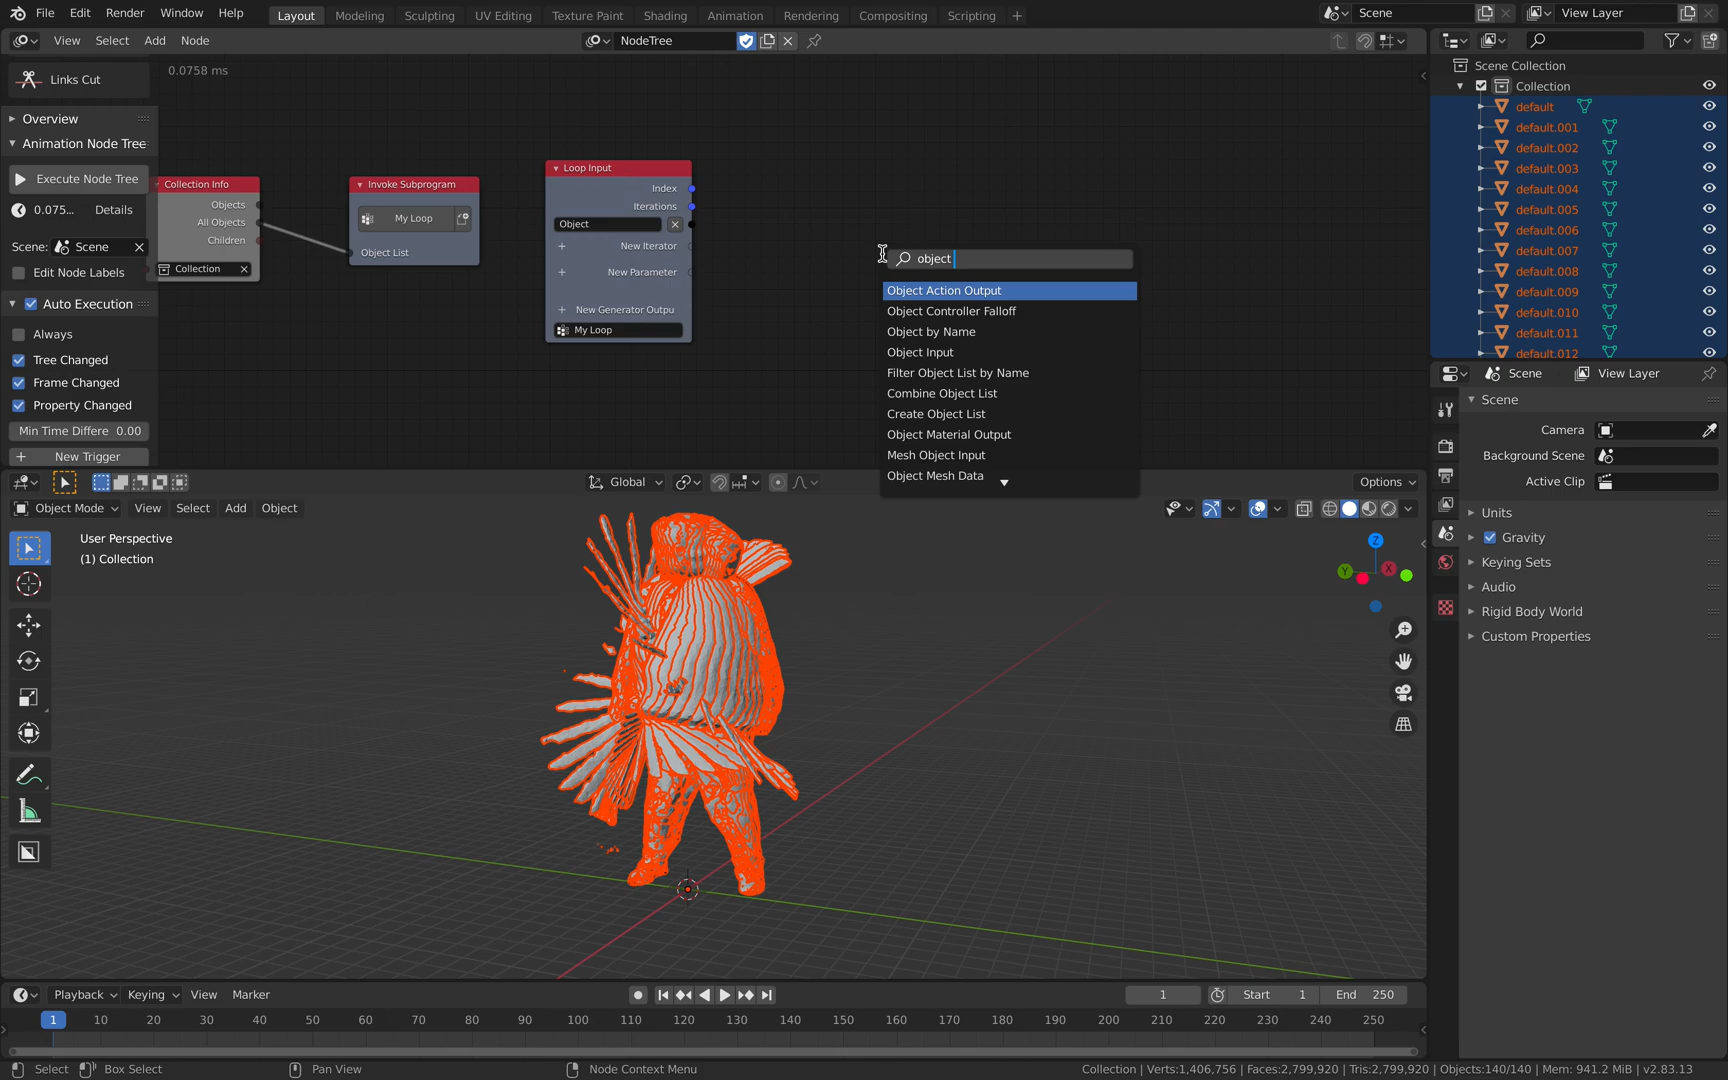 File Edit Render Window Help Layout Modeling Sculpting UV Editing Texture Paint Shading Animation Rendering Compositing Scripting + Scene View Layer
View Select Add Node NodeTree
Links Cut
0.0758 ms
Overview
Animation Node Tree
Execute Node Tree
0.075... Details
Scene: Scene
Edit Node Labels
Auto Execution
Always
Tree Changed
Frame Changed
Property Changed
Min Time Differe 0.00
New Trigger
Collection Info
Objects
All Objects
Children
Collection
Invoke Subprogram
My Loop
Object List
Loop Input
Index
Iterations
Object
New Iterator
New Parameter
New Generator Outpu
My Loop
object
Object Action Output
Object Controller Falloff
Object by Name
Object Input
Filter Object List by Name
Combine Object List
Create Object List
Object Material Output
Mesh Object Input
Object Mesh Data
Scene Collection
Collection
default
default.001
default.002
default.003
default.004
default.005
default.006
default.007
default.008
default.009
default.010
default.011
default.012
Scene View Layer
Scene
Camera
Background Scene
Active Clip
Units
Gravity
Keying Sets
Audio
Rigid Body World
Custom Properties
Global Options
Object Mode View Select Add Object
User Perspective
(1) Collection
Z
Y X
Playback Keying View Marker 1 Start 1 End 250
1 10 20 30 40 50 60 70 80 90 100 110 120 130 140 150 160 170 180 190 200 210 220 230 240 250
Select Box Select Pan View Node Context Menu Collection | Verts:1,406,756 | Faces:2,799,920 | Tris:2,799,920 | Objects:140/140 | Mem: 941.2 MiB | v2.83.13